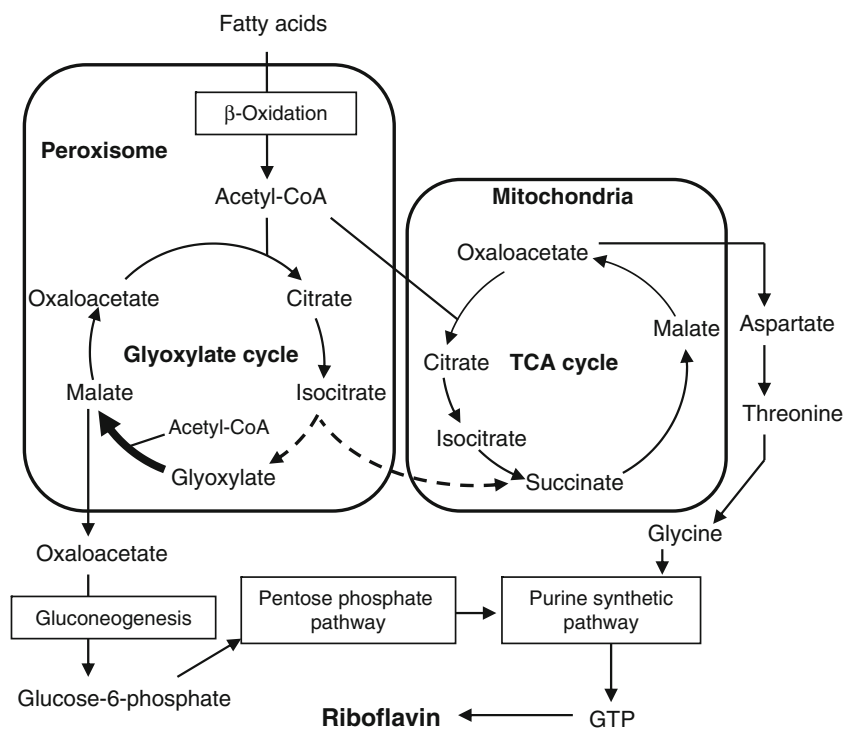 Fatty acids
β-Oxidation
Peroxisome
Acetyl-CoA
Mitochondria
Oxaloacetate
Oxaloacetate
Citrate
Malate
Aspartate
Glyoxylate cycle
Citrate
TCA cycle
Malate
Isocitrate
Threonine
Acetyl-CoA
Isocitrate
Glyoxylate
Succinate
Glycine
Oxaloacetate
Gluconeogenesis
Pentose phosphate
pathway
Purine synthetic
pathway
Glucose-6-phosphate
Riboflavin
GTP